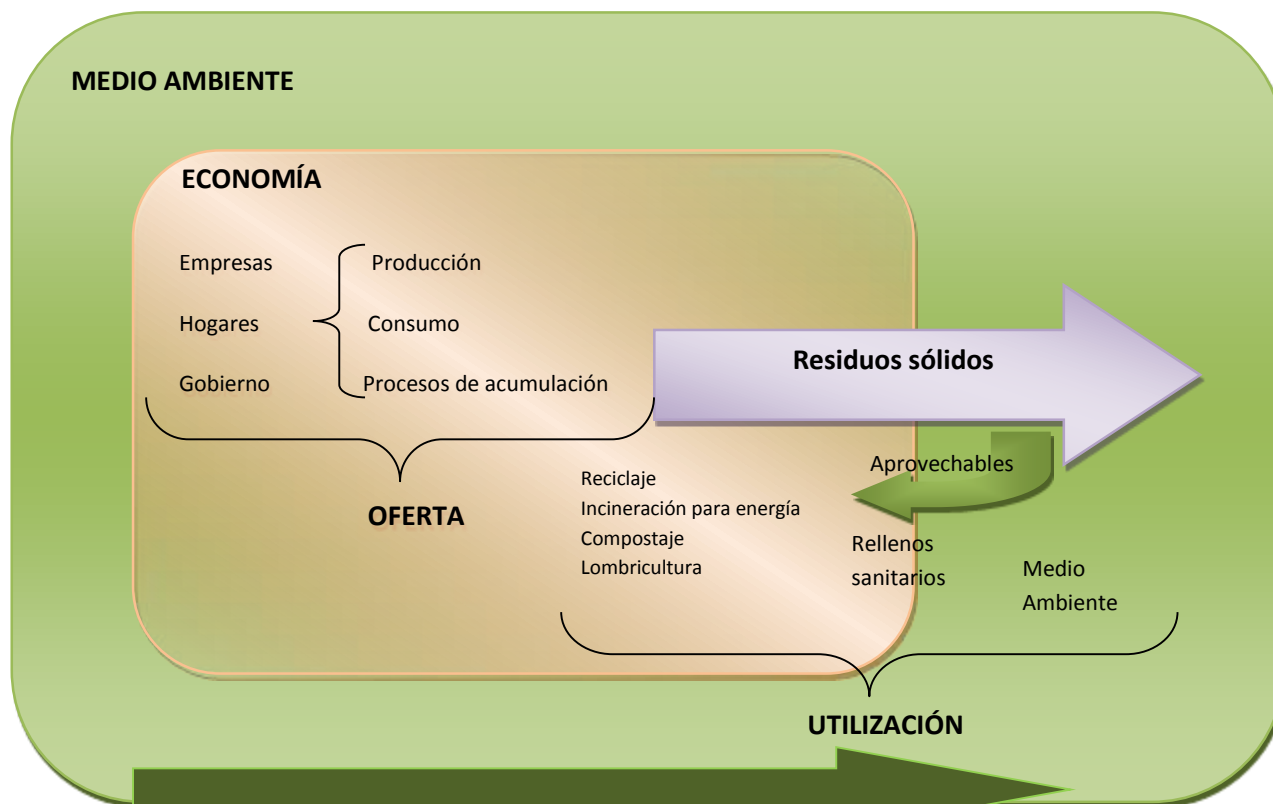 MEDIO AMBIENTE
ECONOMÍA
Empresas
Hogares
Gobierno
Producción
Consumo
Procesos de acumulación
OFERTA
Residuos sólidos
Aprovechables
Reciclaje
Incineración para energía
Compostaje
Lombricultura
Rellenos
sanitarios
Medio
Ambiente
UTILIZACIÓN